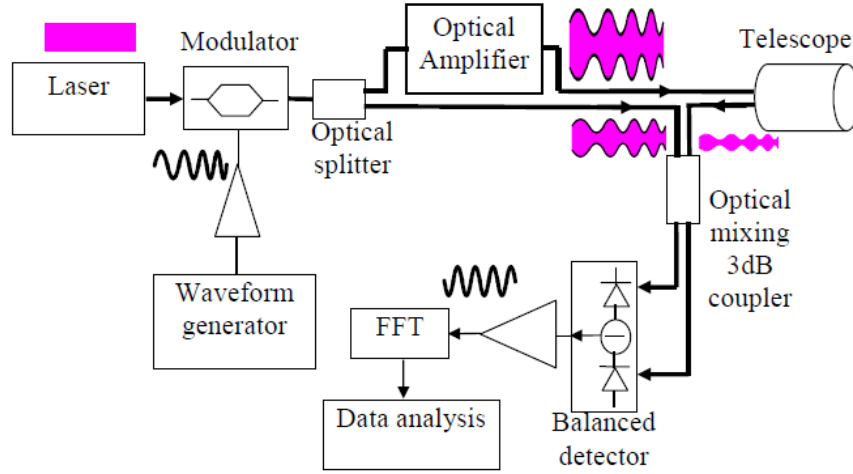 Laser
Modulator
Optical
Amplifier
Telescope
Optical
splitter
Optical
mixing
3dB
coupler
Waveform
generator
FFT
Data analysis
Balanced
detector